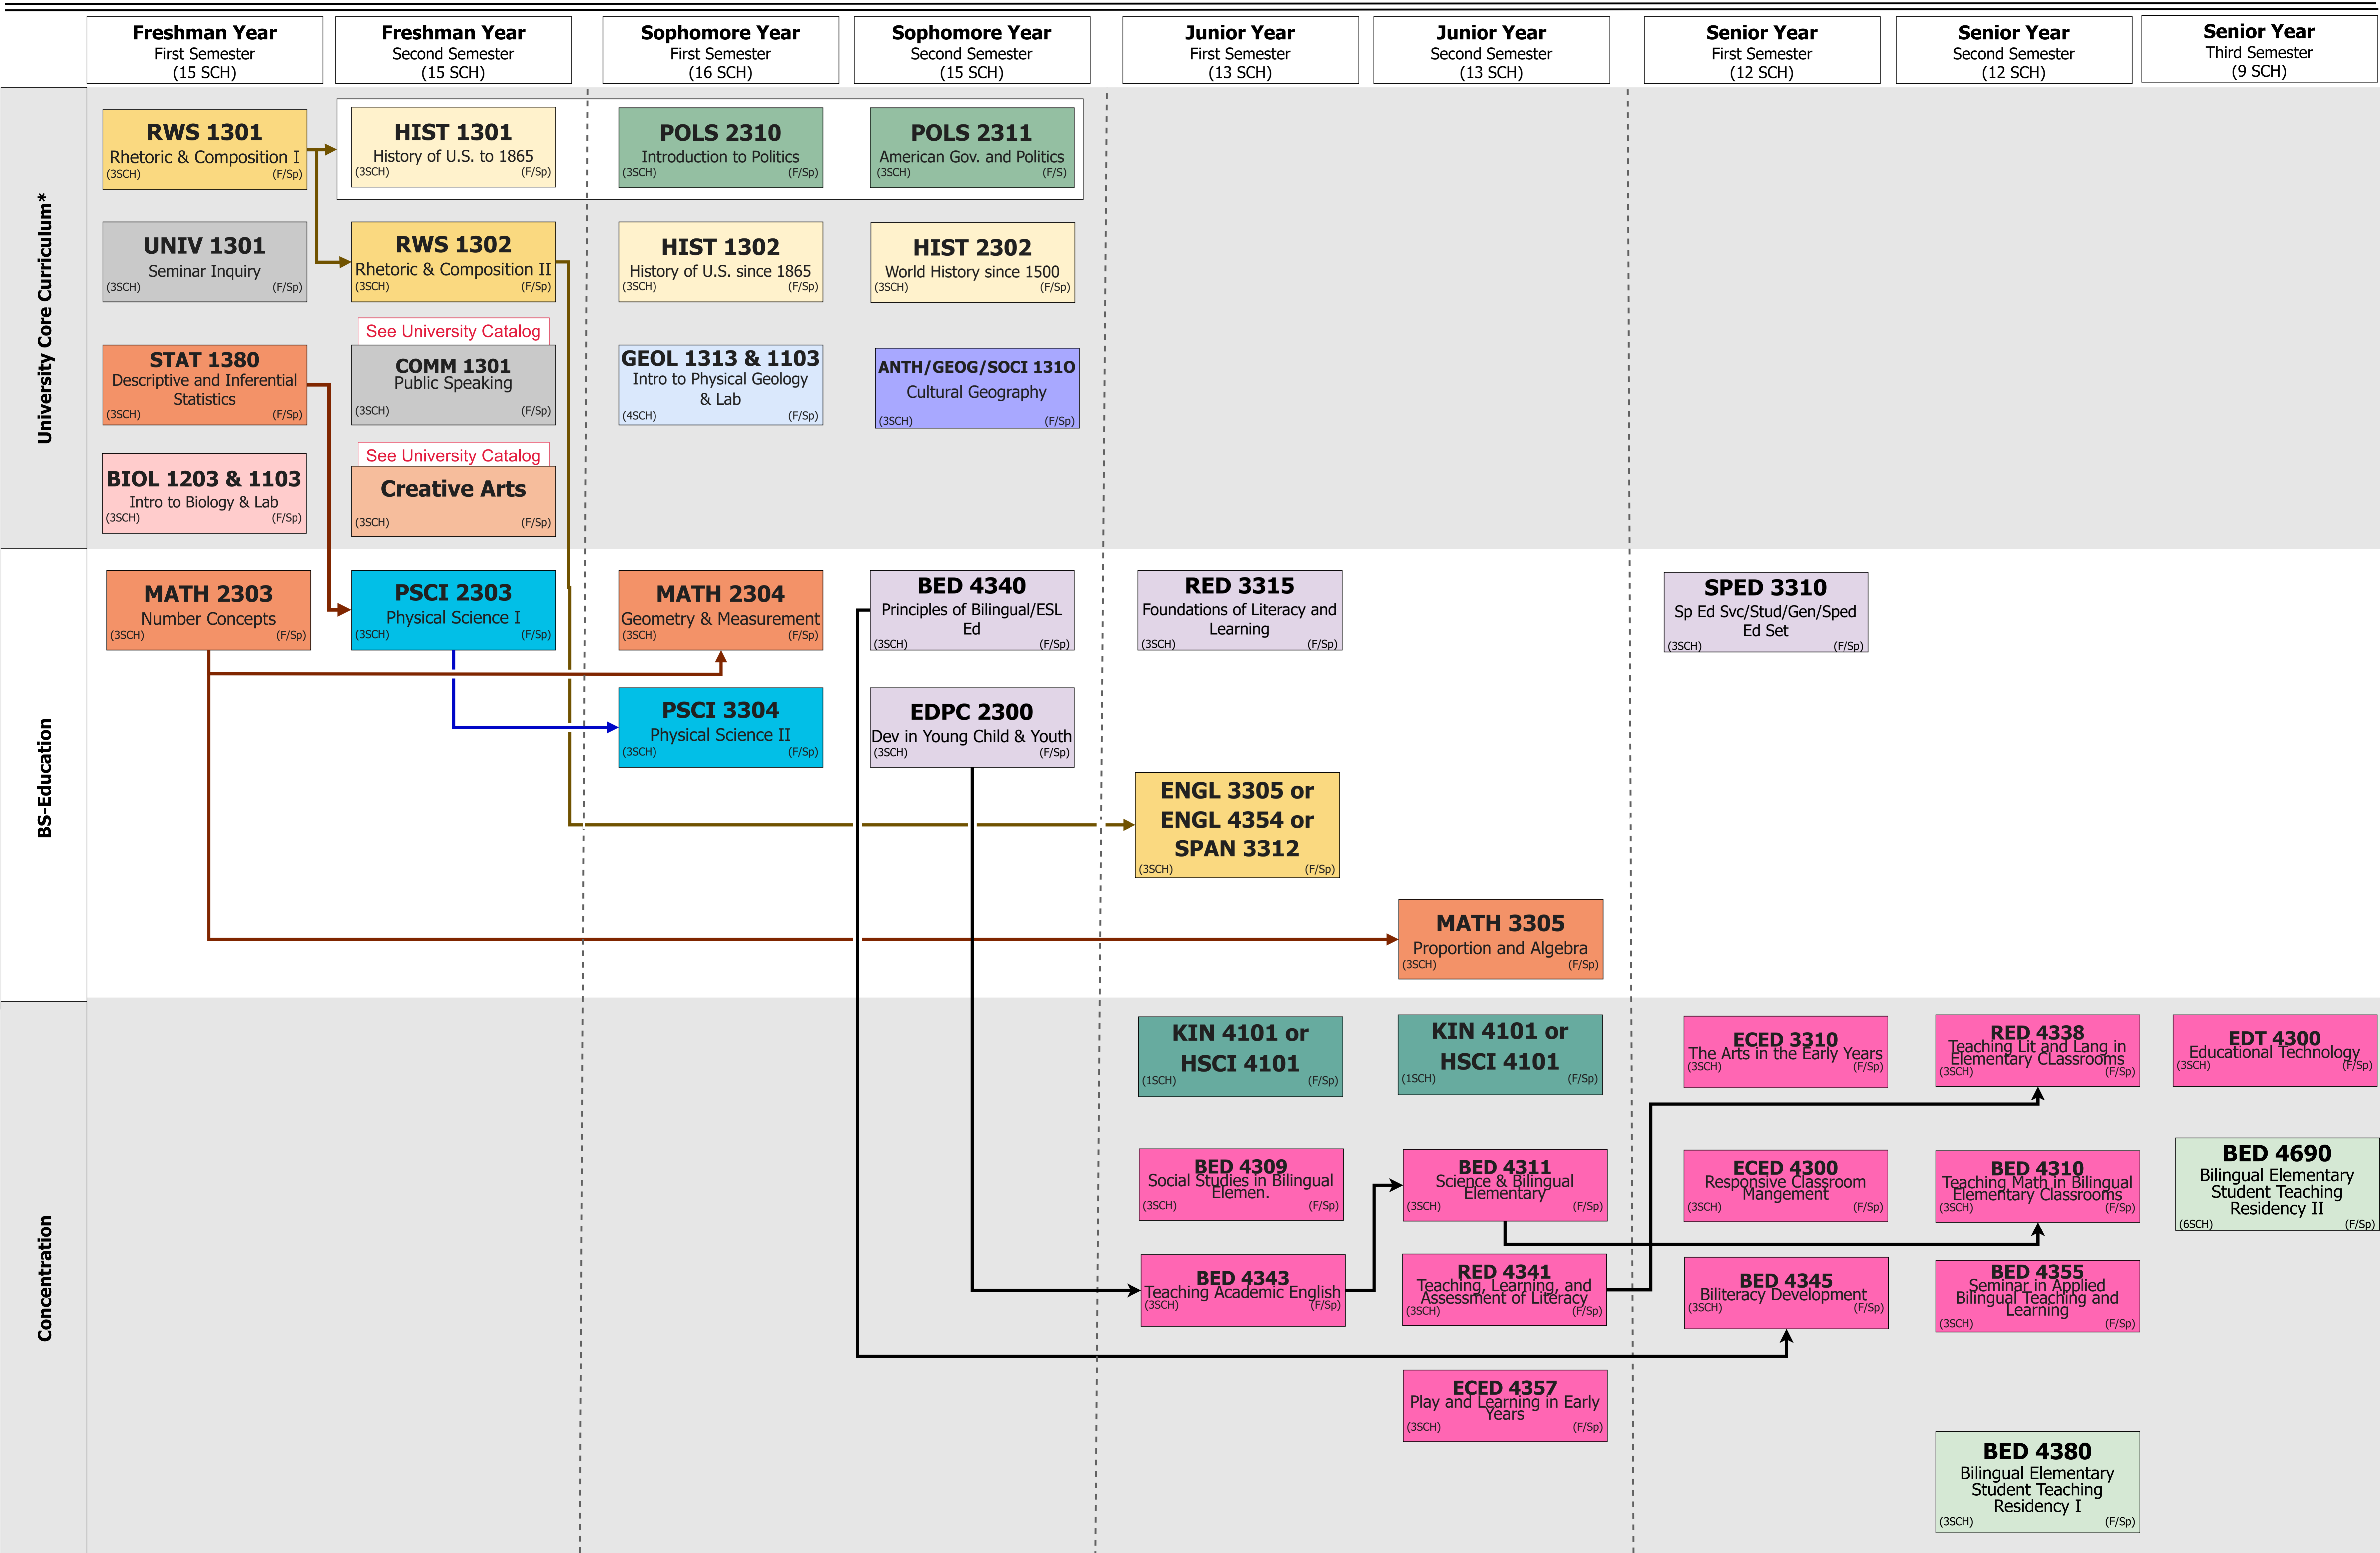 Freshman Year
First Semester
(15 SCH)
Freshman Year
Second Semester
(15 SCH)
Sophomore Year
First Semester
(16 SCH)
Sophomore Year
Second Semester
(15 SCH)
Junior Year
First Semester
(13 SCH)
Junior Year
Second Semester
(13 SCH)
Senior Year
First Semester
(12 SCH)
Senior Year
Second Semester
(12 SCH)
Senior Year
Third Semester
(9 SCH)
University Core Curriculum*
RWS 1301
Rhetoric & Composition I
(3SCH) (F/Sp)
HIST 1301
History of U.S. to 1865
(3SCH) (F/Sp)
POLS 2310
Introduction to Politics
(3SCH) (F/Sp)
POLS 2311
American Gov. and Politics
(3SCH) (F/S)
UNIV 1301
Seminar Inquiry
(3SCH) (F/Sp)
RWS 1302
Rhetoric & Composition II
(3SCH) (F/Sp)
HIST 1302
History of U.S. since 1865
(3SCH) (F/Sp)
HIST 2302
World History since 1500
(3SCH) (F/Sp)
STAT 1380
Descriptive and Inferential
Statistics
(3SCH) (F/Sp)
See University Catalog
COMM 1301
Public Speaking
(3SCH) (F/Sp)
GEOL 1313 & 1103
Intro to Physical Geology
& Lab
(4SCH) (F/Sp)
ANTH/GEOG/SOCI 131O
Cultural Geography
(3SCH) (F/Sp)
BIOL 1203 & 1103
Intro to Biology & Lab
(3SCH) (F/Sp)
See University Catalog
Creative Arts
(3SCH) (F/Sp)
BS-Education
MATH 2303
Number Concepts
(3SCH) (F/Sp)
PSCI 2303
Physical Science I
(3SCH) (F/Sp)
MATH 2304
Geometry & Measurement
(3SCH) (F/Sp)
BED 4340
Principles of Bilingual/ESL
Ed
(3SCH) (F/Sp)
RED 3315
Foundations of Literacy and
Learning
(3SCH) (F/Sp)
SPED 3310
Sp Ed Svc/Stud/Gen/Sped
Ed Set
(3SCH) (F/Sp)
PSCI 3304
Physical Science II
(3SCH) (F/Sp)
EDPC 2300
Dev in Young Child & Youth
(3SCH) (F/Sp)
ENGL 3305 or
ENGL 4354 or
SPAN 3312
(3SCH) (F/Sp)
MATH 3305
Proportion and Algebra
(3SCH) (F/Sp)
Concentration
KIN 4101 or
HSCI 4101
(1SCH) (F/Sp)
KIN 4101 or
HSCI 4101
(1SCH) (F/Sp)
ECED 3310
The Arts in the Early Years
(3SCH) (F/Sp)
RED 4338
Teaching Lit and Lang in
Elementary CLassrooms
(3SCH) (F/Sp)
EDT 4300
Educational Technology
(3SCH) (F/Sp)
BED 4309
Social Studies in Bilingual
Elemen.
(3SCH) (F/Sp)
BED 4311
Science & Bilingual
Elementary
(3SCH) (F/Sp)
ECED 4300
Responsive Classroom
Mangement
(3SCH) (F/Sp)
BED 4310
Teaching Math in Bilingual
Elementary Classrooms
(3SCH) (F/Sp)
BED 4690
Bilingual Elementary
Student Teaching
Residency II
(6SCH) (F/Sp)
BED 4343
Teaching Academic English
(3SCH) (F/Sp)
RED 4341
Teaching, Learning, and
Assessment of Literacy
(3SCH) (F/Sp)
BED 4345
Biliteracy Development
(3SCH) (F/Sp)
BED 4355
Seminar in Applied
Bilingual Teaching and
Learning
(3SCH) (F/Sp)
ECED 4357
Play and Learning in Early
Years
(3SCH) (F/Sp)
BED 4380
Bilingual Elementary
Student Teaching
Residency I
(3SCH) (F/Sp)